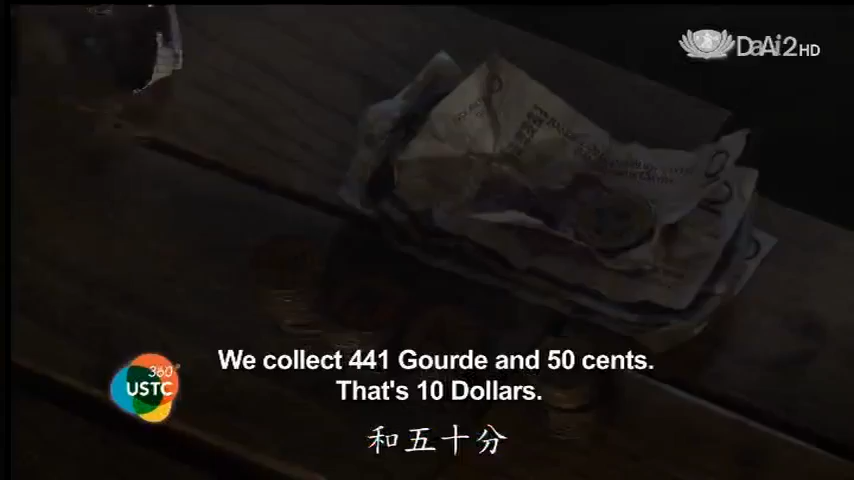 DaAi2HD
We collect 441 Gourde and 50 cents.
That's 10 Dollars.
360°
USTC
和五十分